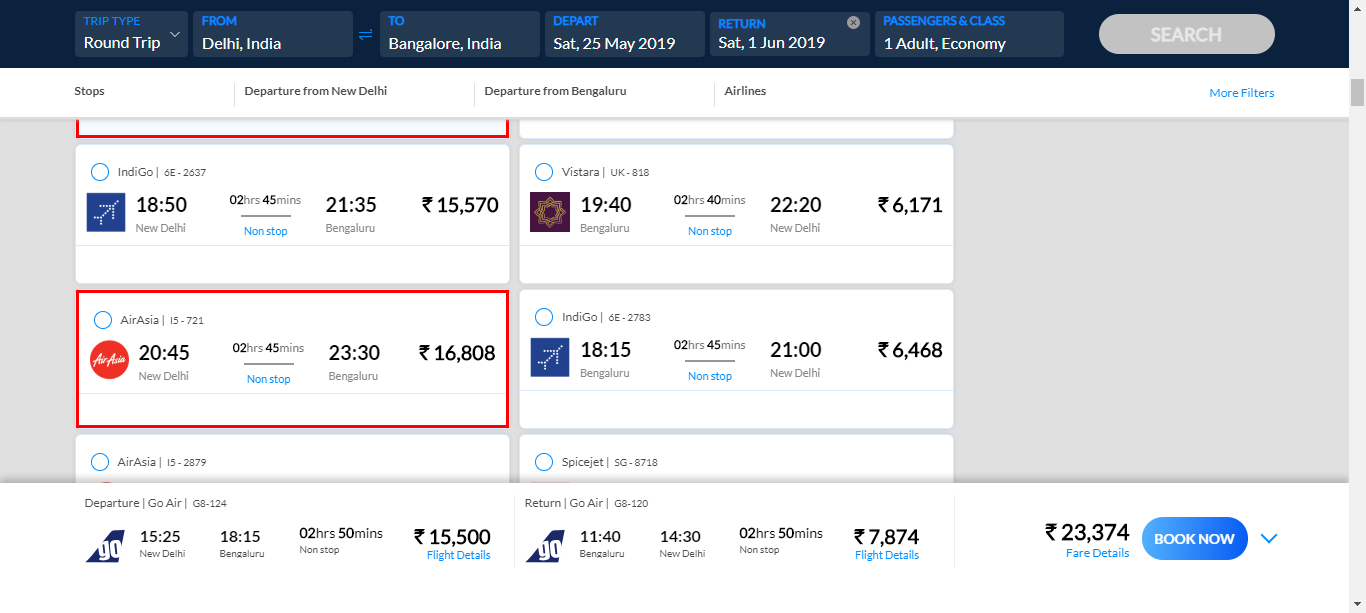 TRIP TYPE
Round Trip
FROM
Delhi, India
TO
Bangalore, India
DEPART
Sat, 25 May 2019
RETURN
Sat, 1 Jun 2019
PASSENGERS & CLASS
1 Adult, Economy
SEARCH
Stops
Departure from New Delhi
Departure from Bengaluru
Airlines
More Filters
IndiGo | 6E - 2637
18:50 02hrs 45mins 21:35 ₹ 15,570
New Delhi Non stop Bengaluru
Vistara | UK - 818
19:40 02hrs 40mins 22:20 ₹ 6,171
Bengaluru Non stop New Delhi
AirAsia | I5 - 721
AirAsia 20:45 02hrs 45mins 23:30 ₹ 16,808
New Delhi Non stop Bengaluru
IndiGo | 6E - 2783
18:15 02hrs 45mins 21:00 ₹ 6,468
Bengaluru Non stop New Delhi
AirAsia | I5 - 2879
Spicejet | SG - 8718
Departure | Go Air | G8-124
GO 15:25 18:15 02hrs 50mins ₹ 15,500
New Delhi Bengaluru Non stop Flight Details
Return | Go Air | G8-120
GO 11:40 14:30 02hrs 50mins ₹ 7,874
Bengaluru New Delhi Non stop Flight Details
₹ 23,374
Fare Details
BOOK NOW